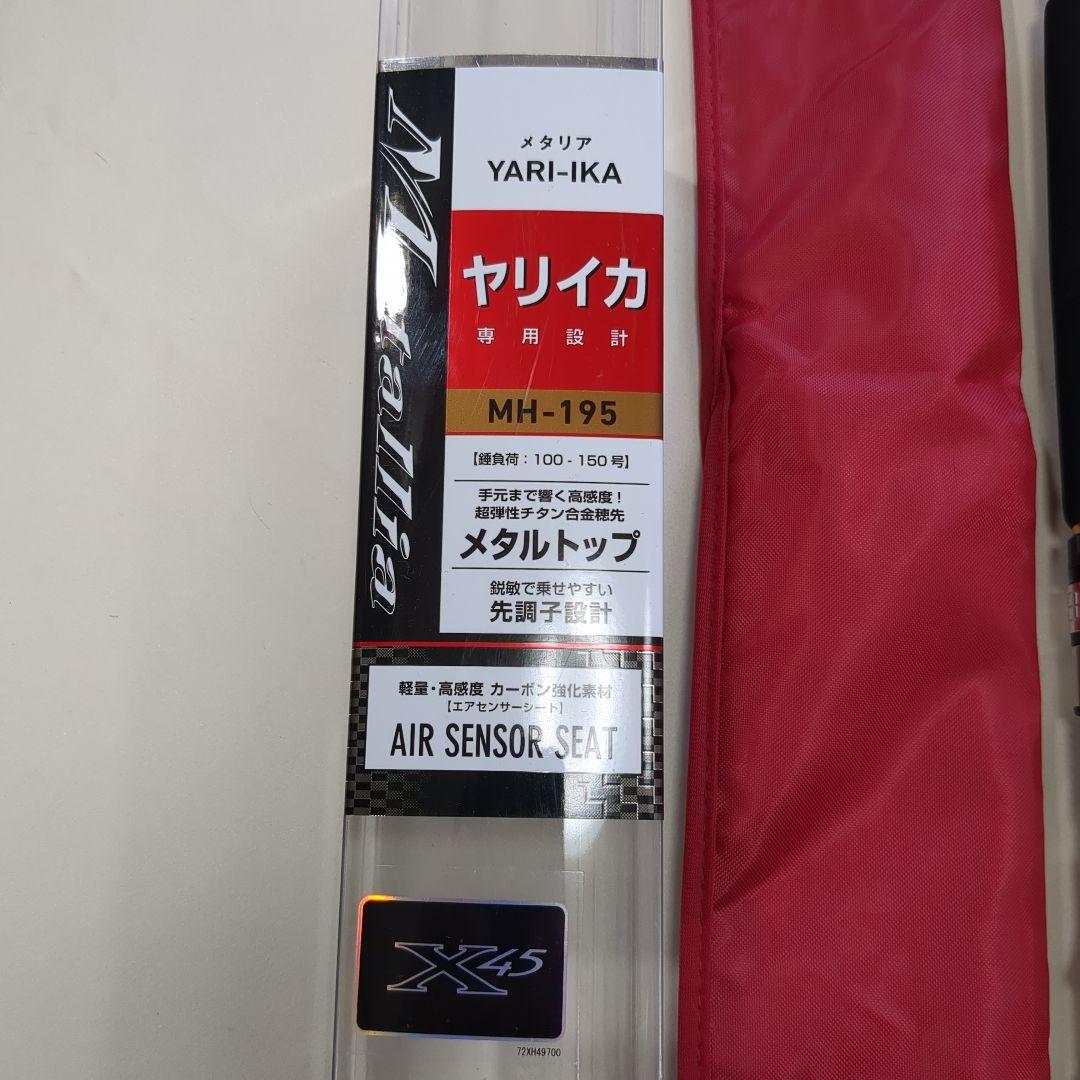 Metallia
メタリア
YARI-IKA
ヤリイカ
専用設計
MH-195
【錘負荷：100-150号】
手元まで響く高感度！
超弾性チタン合金穂先
メタルトップ
鋭敏で乗せやすい
先調子設計
軽量・高感度 カーボン強化素材
【エアセンサーシート】
AIR SENSOR SEAT
X45
72XH49700